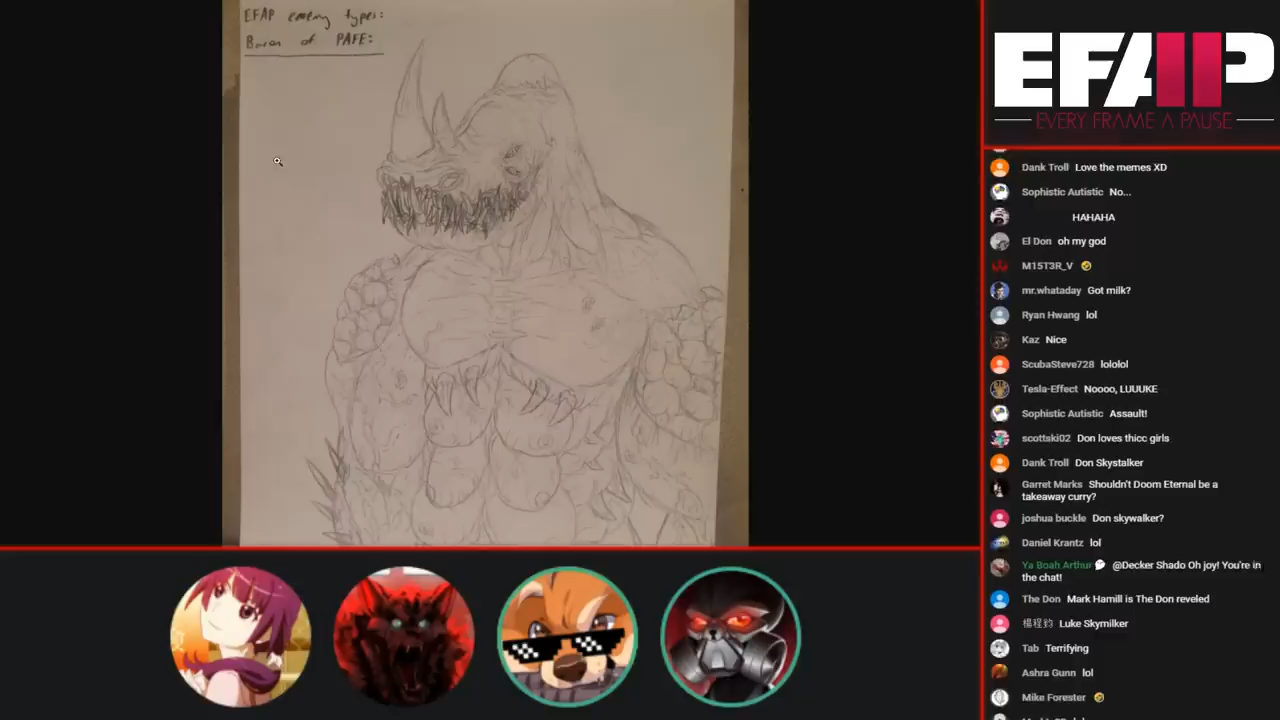 EFAP enemy types:
Baron of PAFE:
EFAP
EVERY FRAME A PAUSE
Dank Troll Love the memes XD
Sophistic Autistic No...
HAHAHA
El Don oh my god
M15T3R_V 🤣
mr.whataday Got milk?
Ryan Hwang lol
Kaz Nice
ScubaSteve728 lololol
Tesla-Effect Noooo, LUUUKE
Sophistic Autistic Assault!
scottski02 Don loves thicc girls
Dank Troll Don Skystalker
Garret Marks Shouldn't Doom Eternal be a
takeaway curry?
joshua buckle Don skywalker?
Daniel Krantz lol
Ya Boah Arthur @Decker Shado Oh joy! You're in
the chat!
The Don Mark Hamill is The Don revealed
Luke Skymilker
Tab Terrifying
Ashra Gunn lol
Mike Forester 🤣